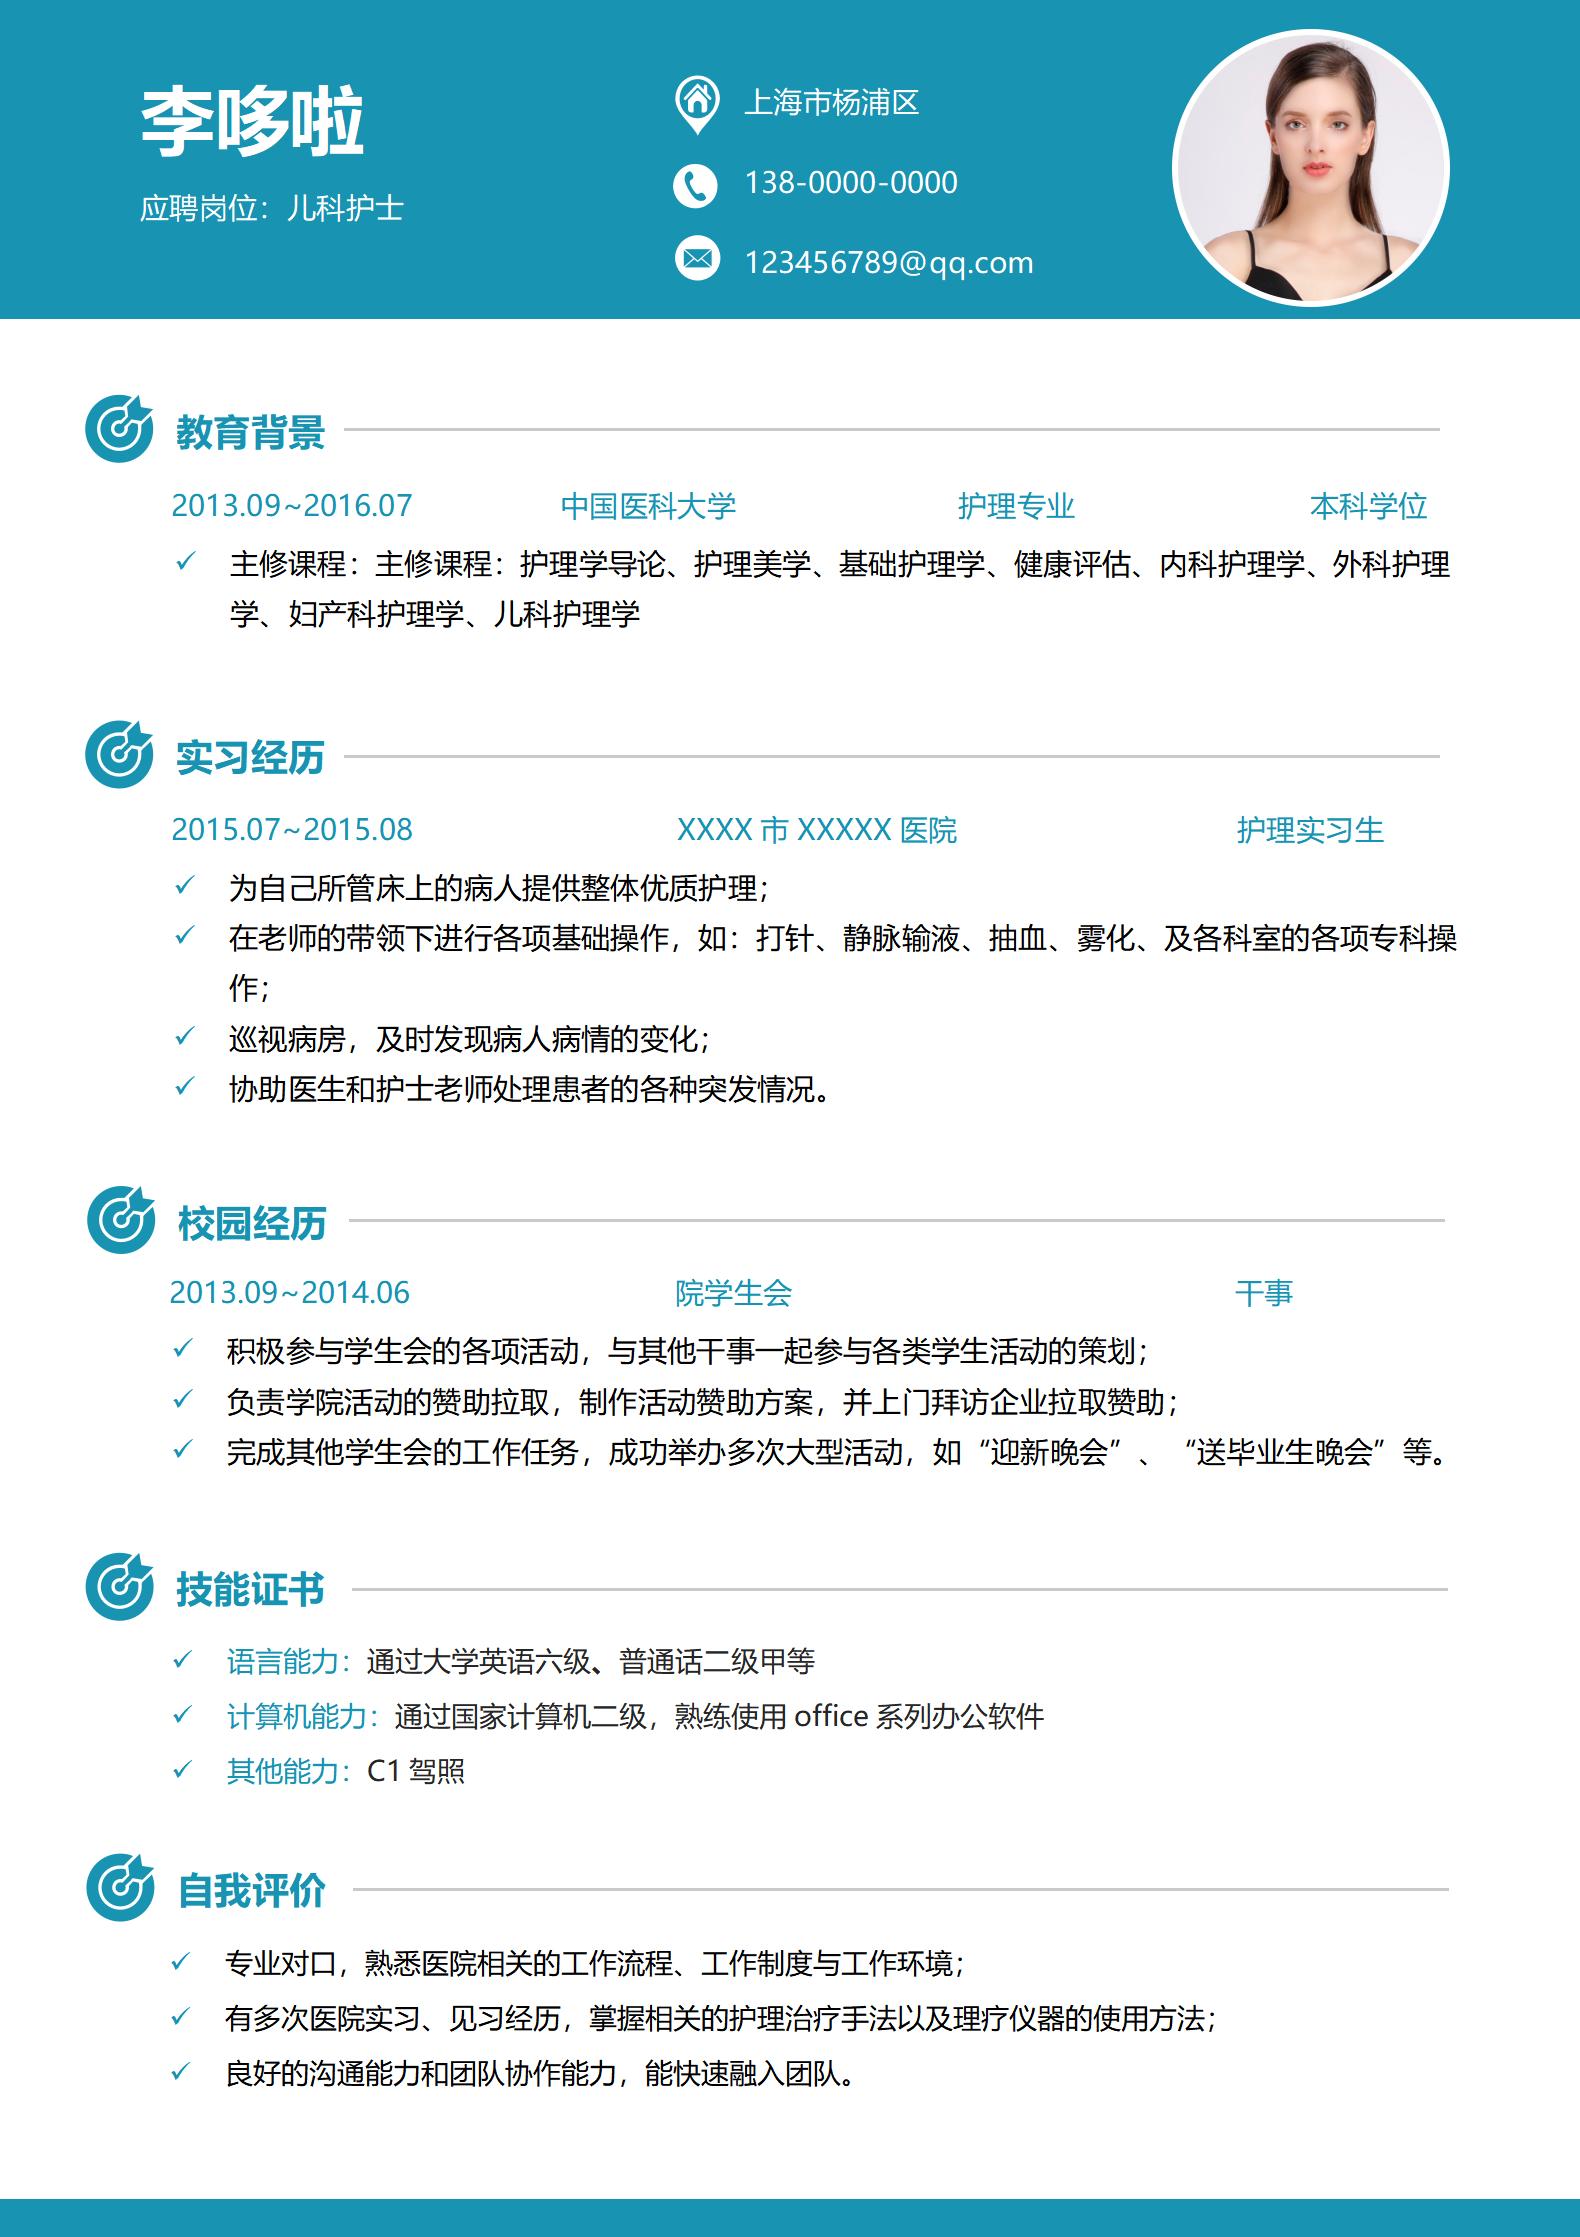 李哆啦
应聘岗位：儿科护士
上海市杨浦区
138-0000-0000
123456789@qq.com
教育背景
2013.09~2016.07 中国医科大学 护理专业 本科学位
✓ 主修课程：主修课程：护理学导论、护理美学、基础护理学、健康评估、内科护理学、外科护理
学、妇产科护理学、儿科护理学
实习经历
2015.07~2015.08 XXXX 市 XXXXX 医院 护理实习生
✓ 为自己所管床上的病人提供整体优质护理；
✓ 在老师的带领下进行各项基础操作，如：打针、静脉输液、抽血、雾化、及各科室的各项专科操
作；
✓ 巡视病房，及时发现病人病情的变化；
✓ 协助医生和护士老师处理患者的各种突发情况。
校园经历
2013.09~2014.06 院学生会 干事
✓ 积极参与学生会的各项活动，与其他干事一起参与各类学生活动的策划；
✓ 负责学院活动的赞助拉取，制作活动赞助方案，并上门拜访企业拉取赞助；
✓ 完成其他学生会的工作任务，成功举办多次大型活动，如“迎新晚会”、“送毕业生晚会”等。
技能证书
✓ 语言能力：通过大学英语六级、普通话二级甲等
✓ 计算机能力：通过国家计算机二级，熟练使用 office 系列办公软件
✓ 其他能力：C1 驾照
自我评价
✓ 专业对口，熟悉医院相关的工作流程、工作制度与工作环境；
✓ 有多次医院实习、见习经历，掌握相关的护理治疗手法以及理疗仪器的使用方法；
✓ 良好的沟通能力和团队协作能力，能快速融入团队。